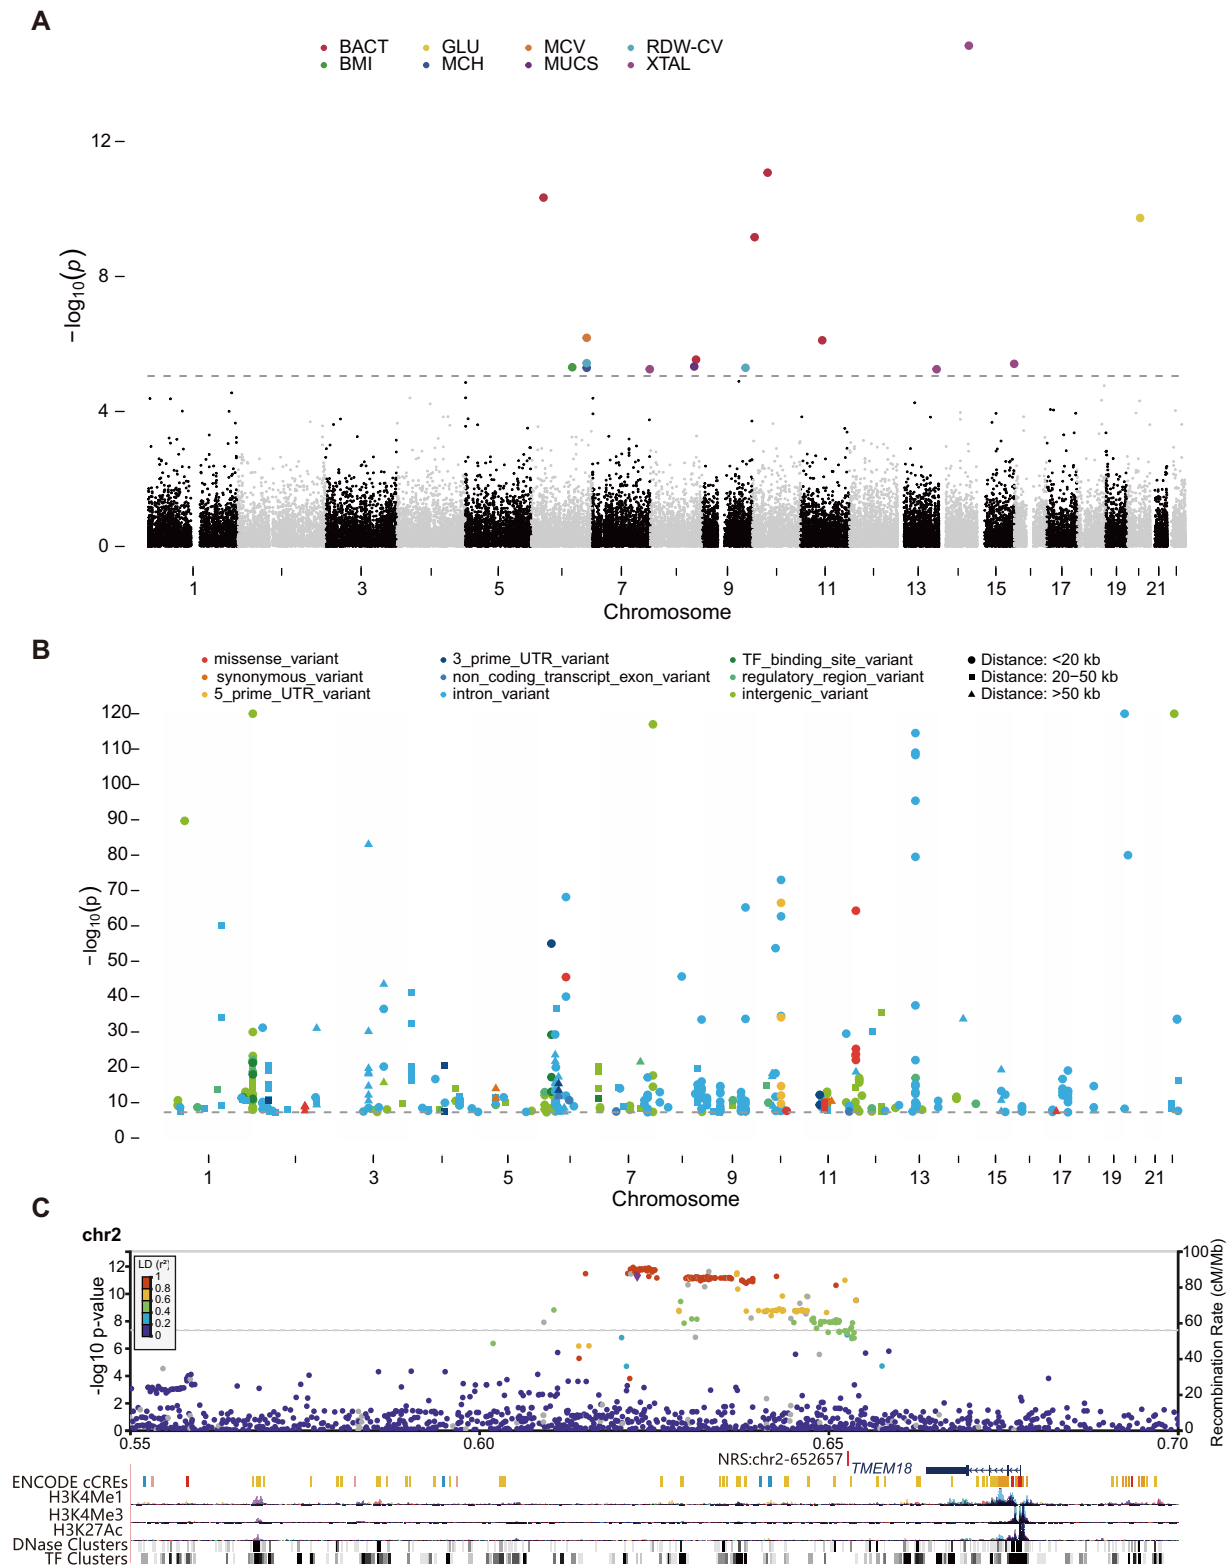 A
BACT GLU MCV RDW-CV
BMI MCH MUCS XTAL
12
8
4
0
−log10(p)
1 3 5 7 9 11 13 15 17 19 21
Chromosome
B
missense_variant 3_prime_UTR_variant TF_binding_site_variant Distance: <20 kb
synonymous_variant non_coding_transcript_exon_variant regulatory_region_variant Distance: 20−50 kb
5_prime_UTR_variant intron_variant intergenic_variant Distance: >50 kb
120
110
100
90
80
70
60
50
40
30
20
10
0
−log10(p)
1 3 5 7 9 11 13 15 17 19 21
Chromosome
C
chr2
LD (r²)
1
0.8
0.6
0.4
0.2
0
12
10
8
6
4
2
0
-log10 p-value
100
80
60
40
20
0
Recombination Rate (cM/Mb)
0.55 0.60 0.65 0.70
NRS:chr2-652657 TMEM18
ENCODE cCREs
H3K4Me1
H3K4Me3
H3K27Ac
DNase Clusters
TF Clusters